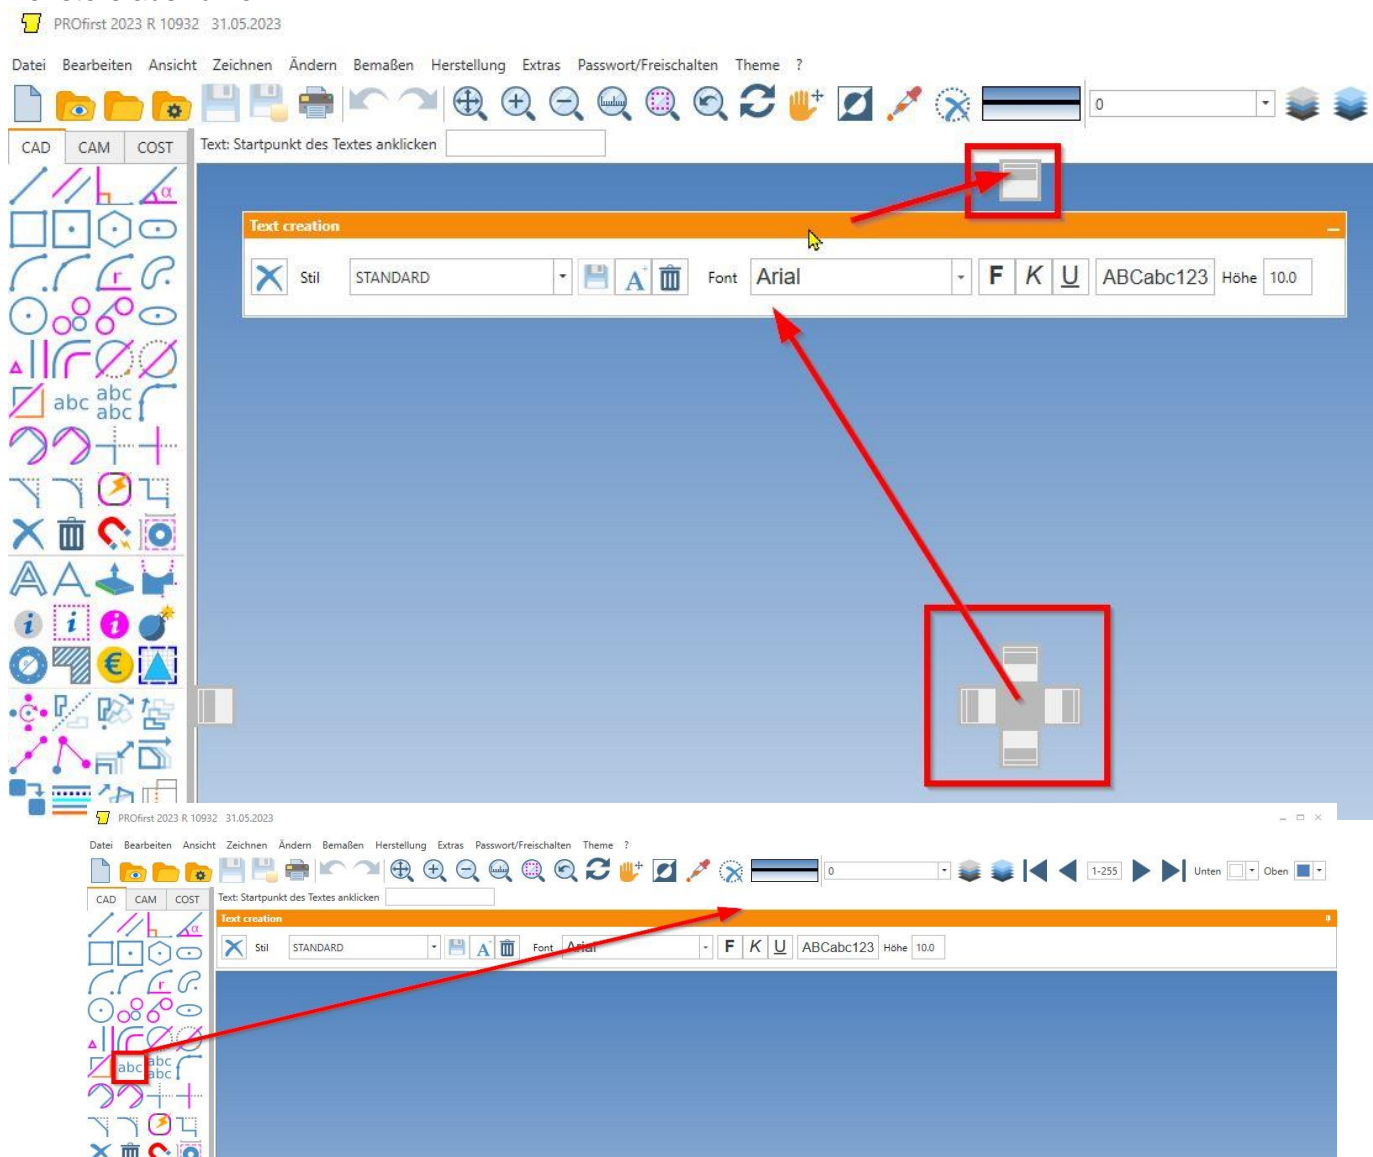 PROfirst 2023 R 10932 31.05.2023
Datei Bearbeiten Ansicht Zeichnen Ändern Bemaßen Herstellung Extras Passwort/Freischalten Theme ?
0
CAD CAM COST Text: Startpunkt des Textes anklicken
α
Text creation
r
Stil STANDARD A Font Arial F K U ABCabc123 Höhe 10.0
abc abc
abc
A A
i i i
€
PROfirst 2023 R 10932 31.05.2023
Datei Bearbeiten Ansicht Zeichnen Ändern Bemaßen Herstellung Extras Passwort/Freischalten Theme ?
0 1-255 Unten Oben
CAD CAM COST Text: Startpunkt des Textes anklicken
Text creation
α
Stil STANDARD A Font Arial F K U ABCabc123 Höhe 10.0
r
abc abc
abc